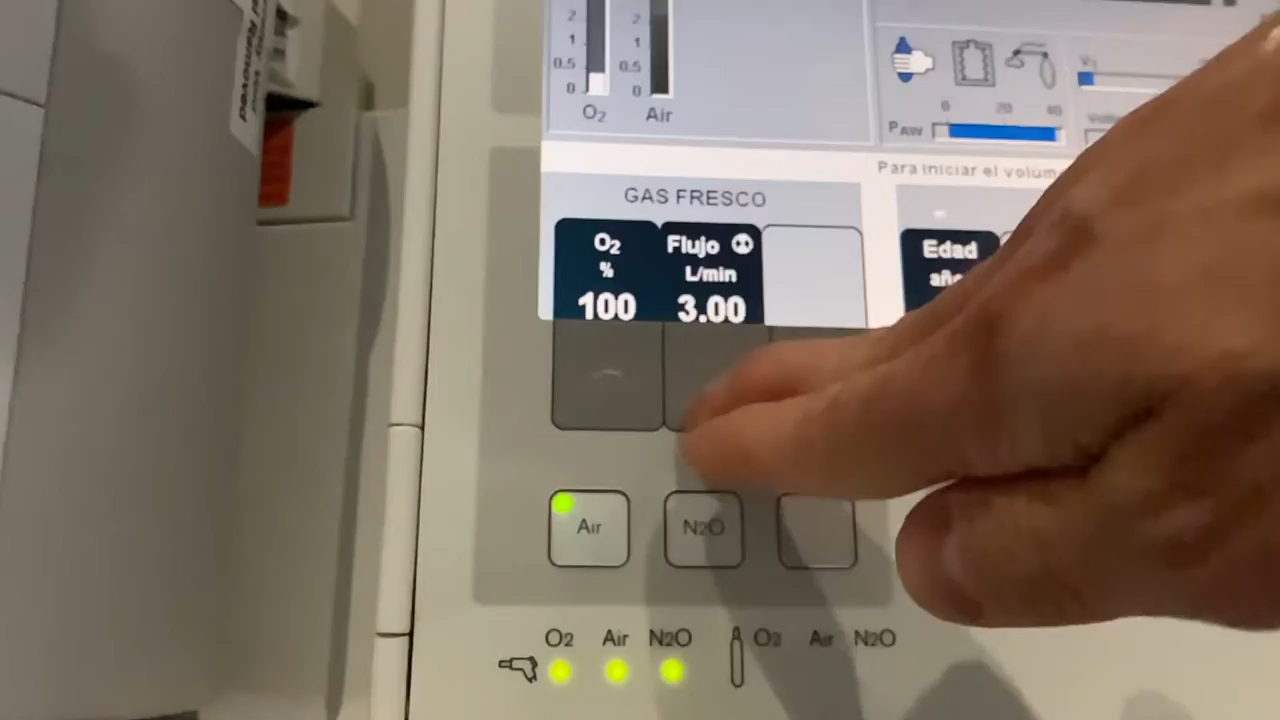 2 2
1 1
0.5 0.5
0 0
O2 Air
0 20 40
PAW
Para iniciar el volum
GAS FRESCO
O2 Flujo
% L/min
100 3.00
Edad
Air N2O
O2 Air N2O O2 Air N2O